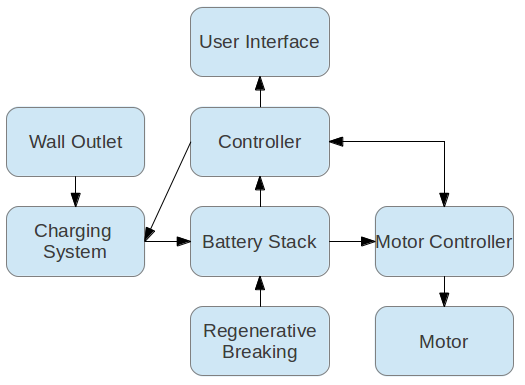 User Interface
Wall Outlet
Controller
Charging
System
Battery Stack
Motor Controller
Regenerative
Breaking
Motor